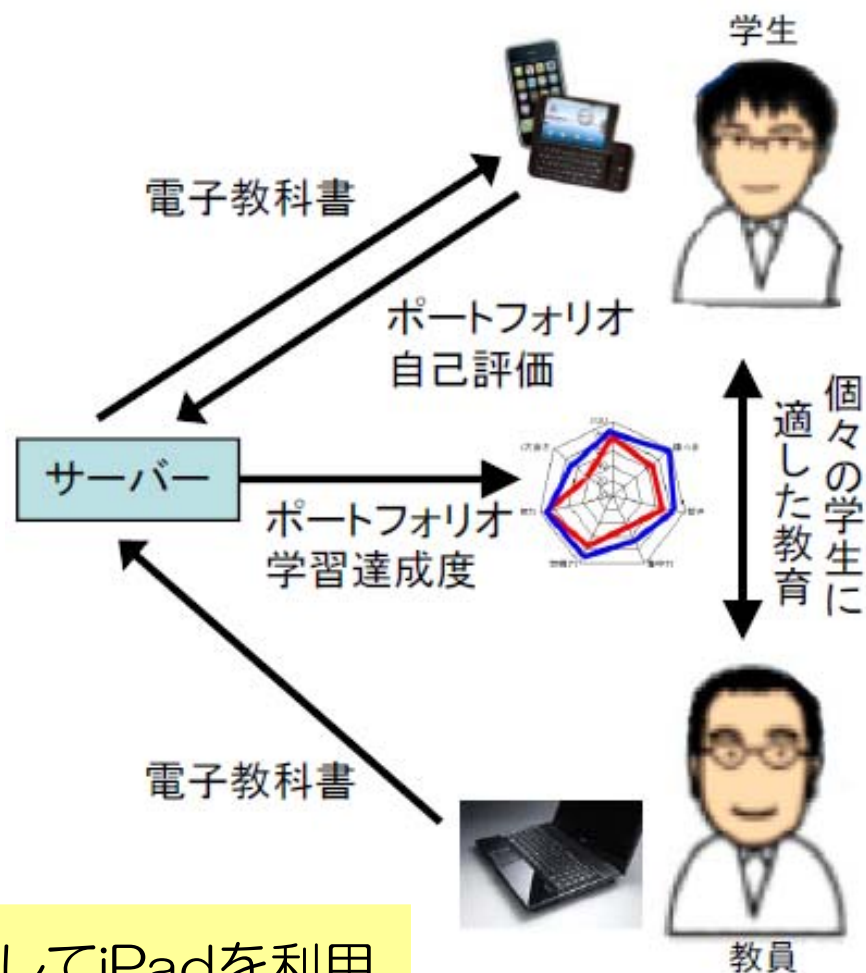 学生
電子教科書
ポートフォリオ
自己評価
個々の学生に
適した教育
サーバー
ポートフォリオ
学習達成度
電子教科書
してiPadを利用
教員